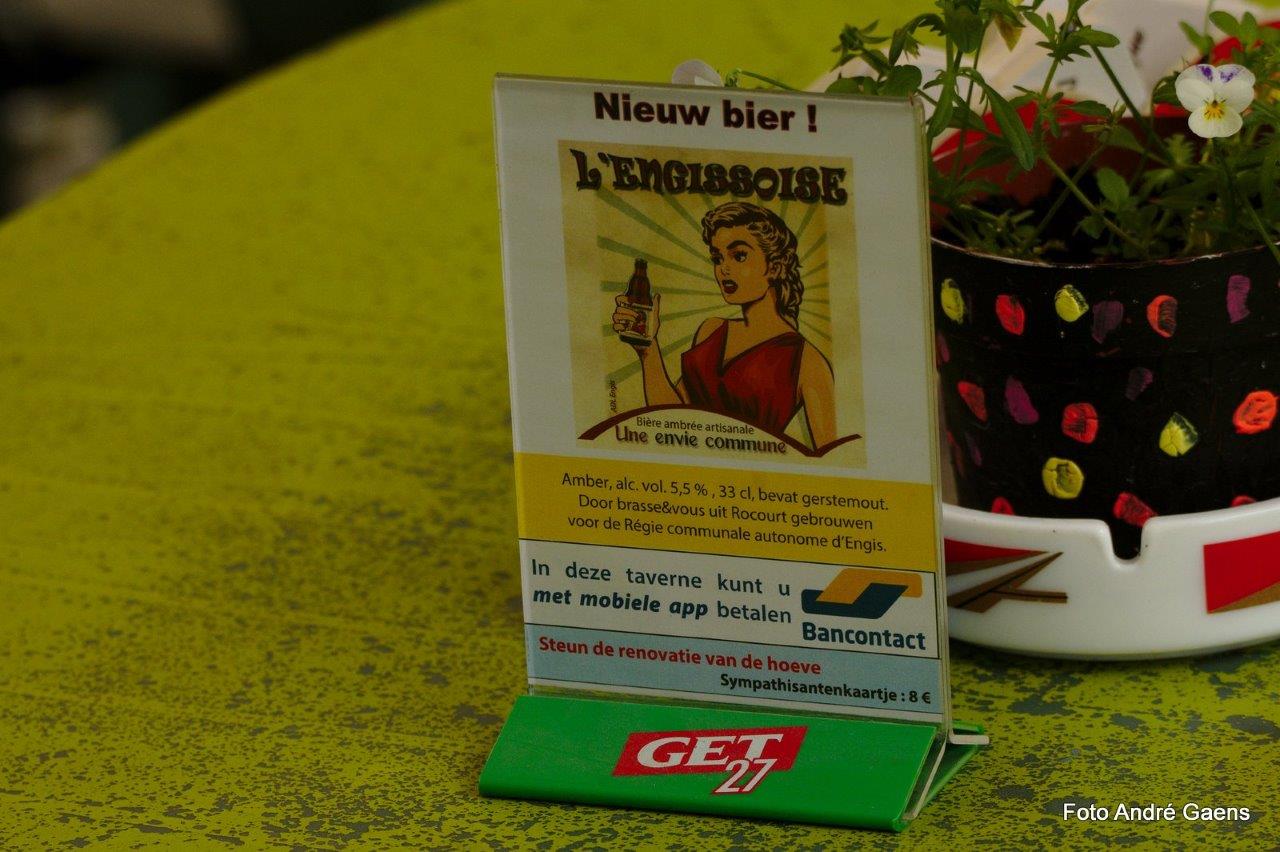 Nieuw bier !
L'ENGISSOISE
ADL Engis
Bière ambrée artisanale
Une envie commune
Amber, alc. vol. 5,5 % , 33 cl, bevat gerstemout.
Door brasse&vous uit Rocourt gebrouwen
voor de Régie communale autonome d'Engis.
In deze taverne kunt u
met mobiele app betalen
Bancontact
Steun de renovatie van de hoeve
Sympathisantenkaartje : 8 €
GET
27
Foto André Gaens